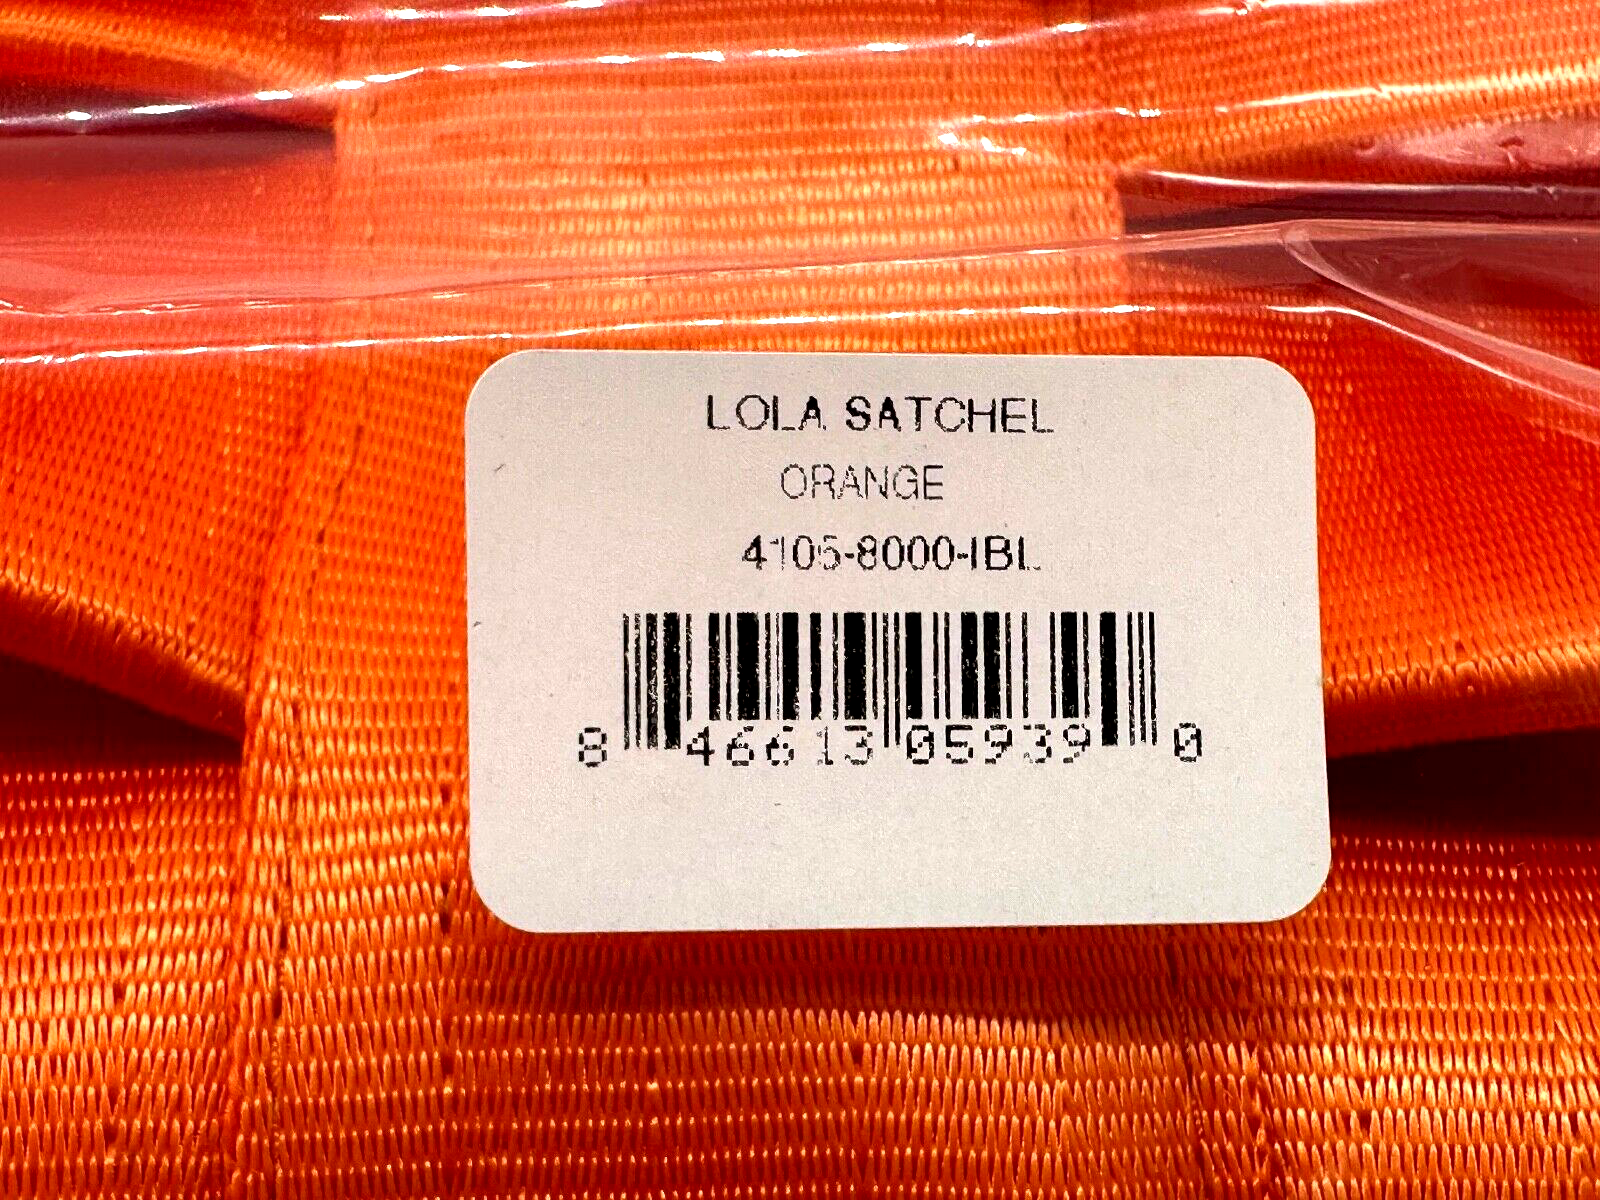 LOLA SATCHEL
ORANGE
4105-8000-IBL
8 46613 05939 0